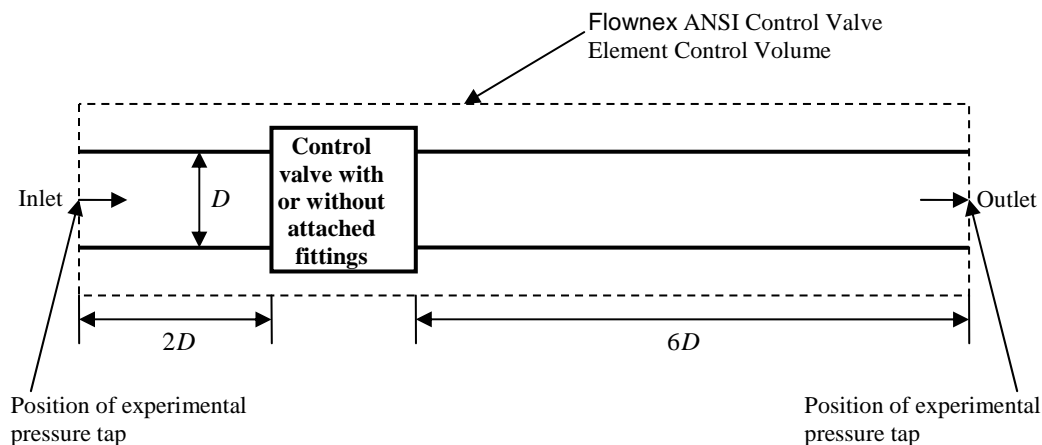 Flownex ANSI Control Valve
Element Control Volume
Control
valve with
or without
attached
fittings
Inlet
D
Outlet
2D
6D
Position of experimental
pressure tap
Position of experimental
pressure tap